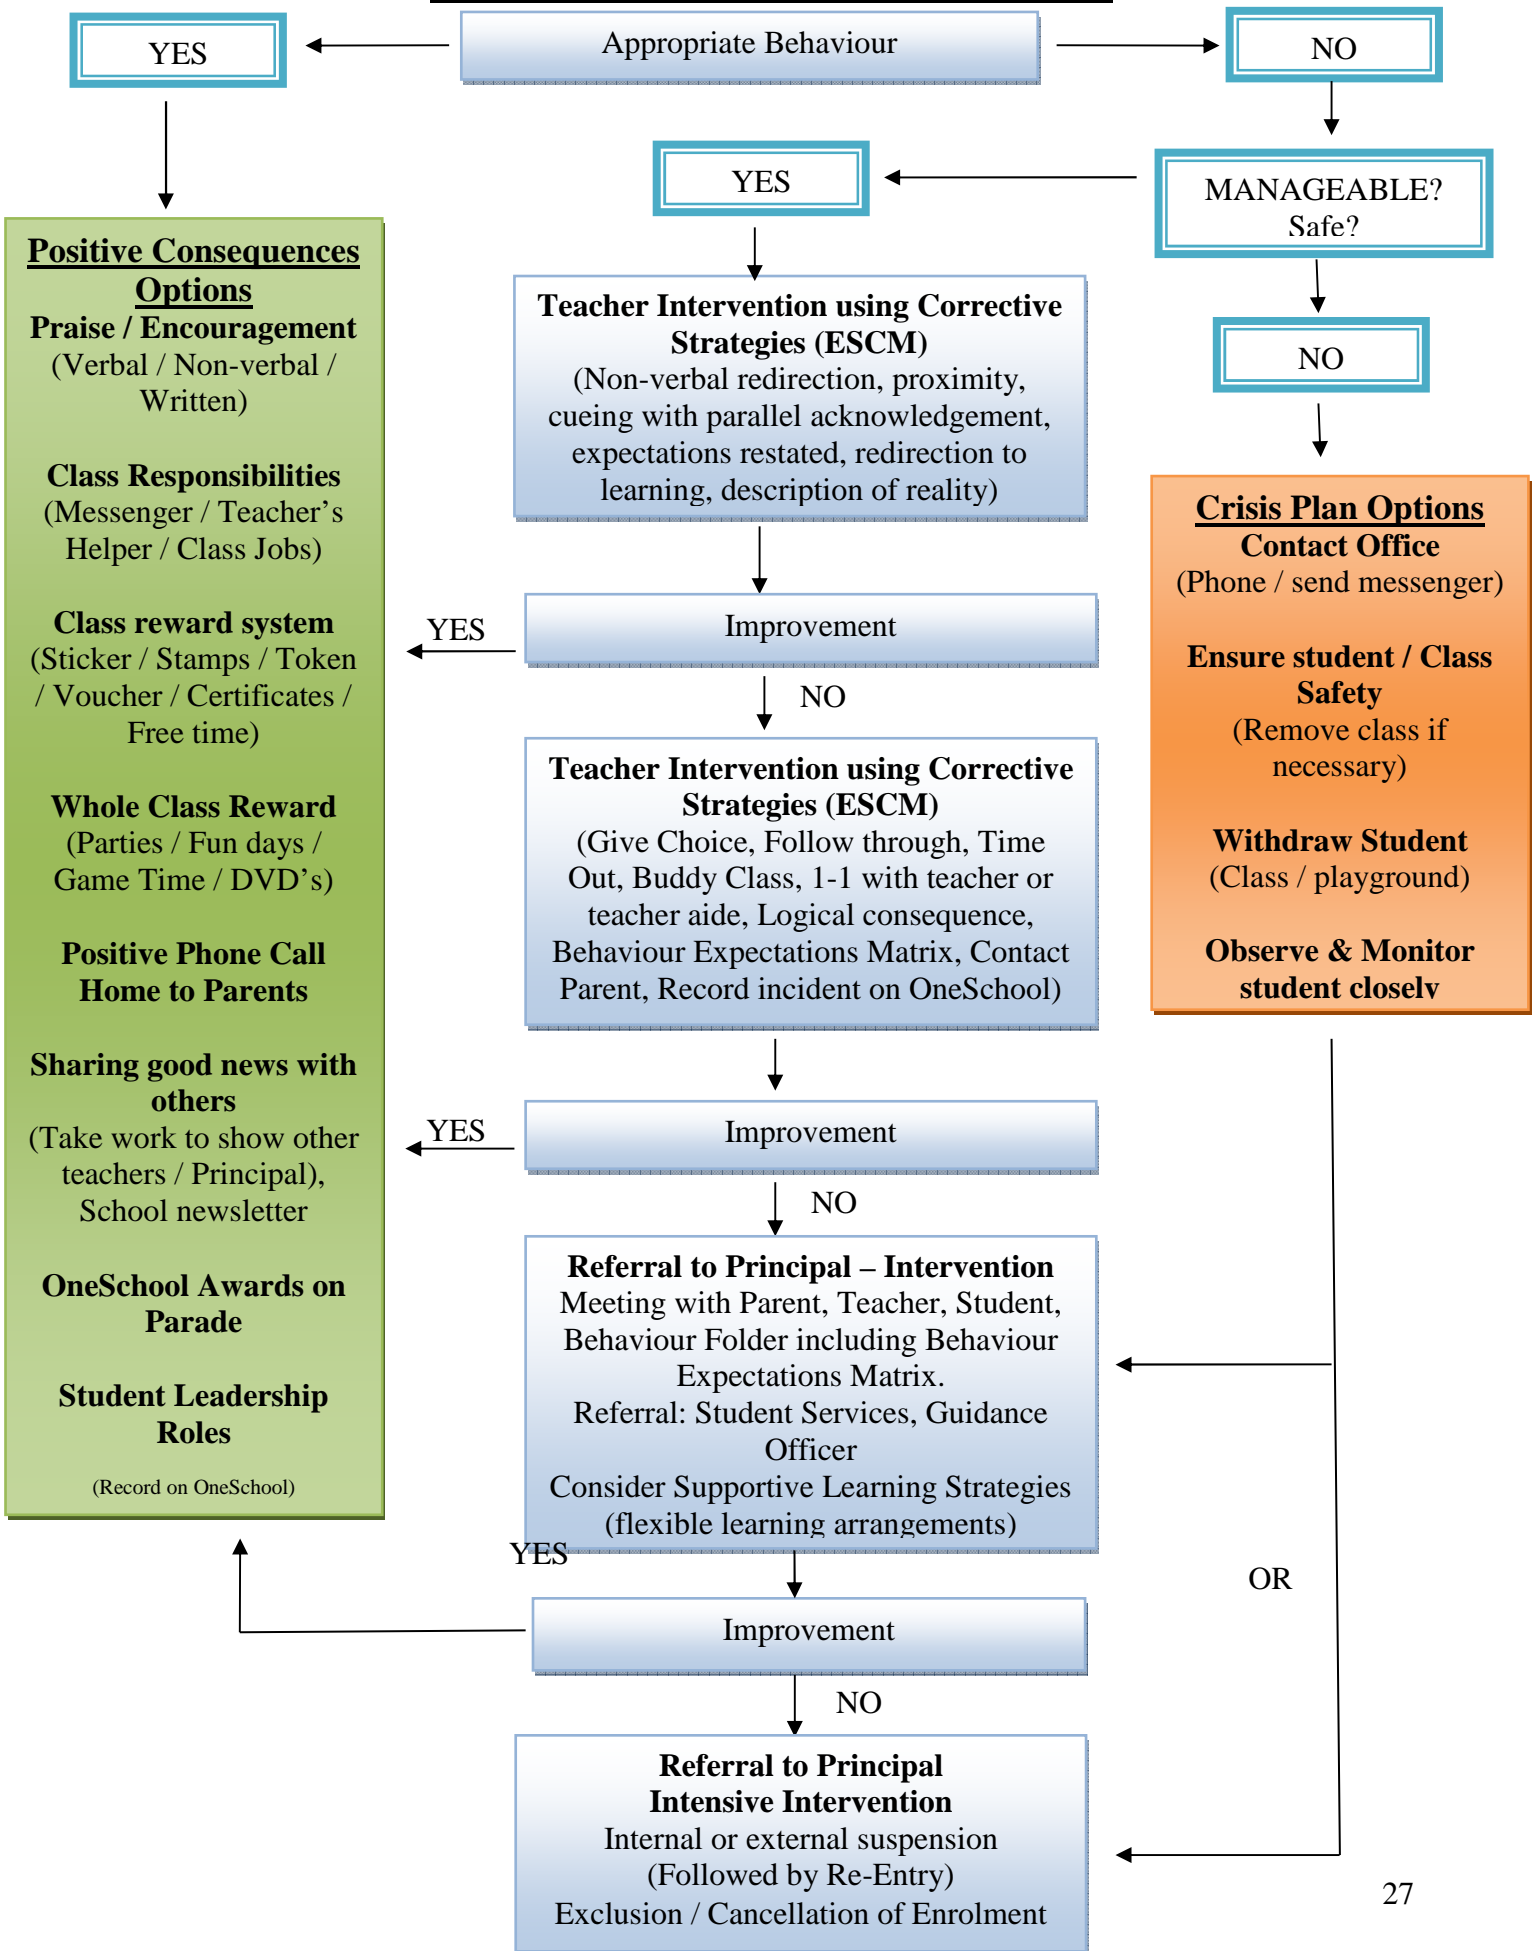 YES
Appropriate Behaviour
NO
YES
MANAGEABLE?
Safe?
NO
Positive Consequences
Options
Praise / Encouragement
(Verbal / Non-verbal /
Written)
Class Responsibilities
(Messenger / Teacher’s
Helper / Class Jobs)
Class reward system
(Sticker / Stamps / Token
/ Voucher / Certificates /
Free time)
Whole Class Reward
(Parties / Fun days /
Game Time / DVD’s)
Positive Phone Call
Home to Parents
Sharing good news with
others
(Take work to show other
teachers / Principal),
School newsletter
OneSchool Awards on
Parade
Student Leadership
Roles
(Record on OneSchool)
Teacher Intervention using Corrective
Strategies (ESCM)
(Non-verbal redirection, proximity,
cueing with parallel acknowledgement,
expectations restated, redirection to
learning, description of reality)
Crisis Plan Options
Contact Office
(Phone / send messenger)
Ensure student / Class
Safety
(Remove class if
necessary)
Withdraw Student
(Class / playground)
Observe & Monitor
student closely
YES
Improvement
NO
Teacher Intervention using Corrective
Strategies (ESCM)
(Give Choice, Follow through, Time
Out, Buddy Class, 1-1 with teacher or
teacher aide, Logical consequence,
Behaviour Expectations Matrix, Contact
Parent, Record incident on OneSchool)
YES
Improvement
NO
Referral to Principal – Intervention
Meeting with Parent, Teacher, Student,
Behaviour Folder including Behaviour
Expectations Matrix.
Referral: Student Services, Guidance
Officer
Consider Supportive Learning Strategies
(flexible learning arrangements)
YES
OR
Improvement
NO
Referral to Principal
Intensive Intervention
Internal or external suspension
(Followed by Re-Entry)
Exclusion / Cancellation of Enrolment
27